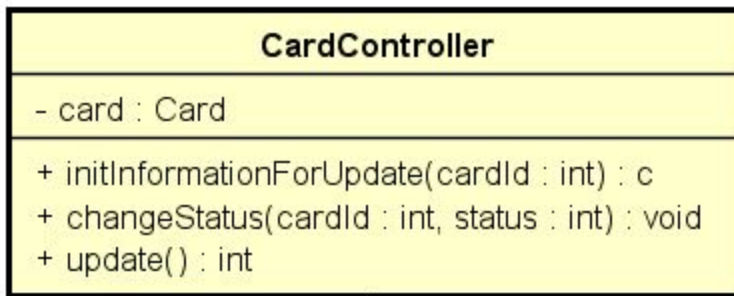 CardController
- card : Card
+ initInformationForUpdate(cardId : int) : c
+ changeStatus(cardId : int, status : int) : void
+ update() : int